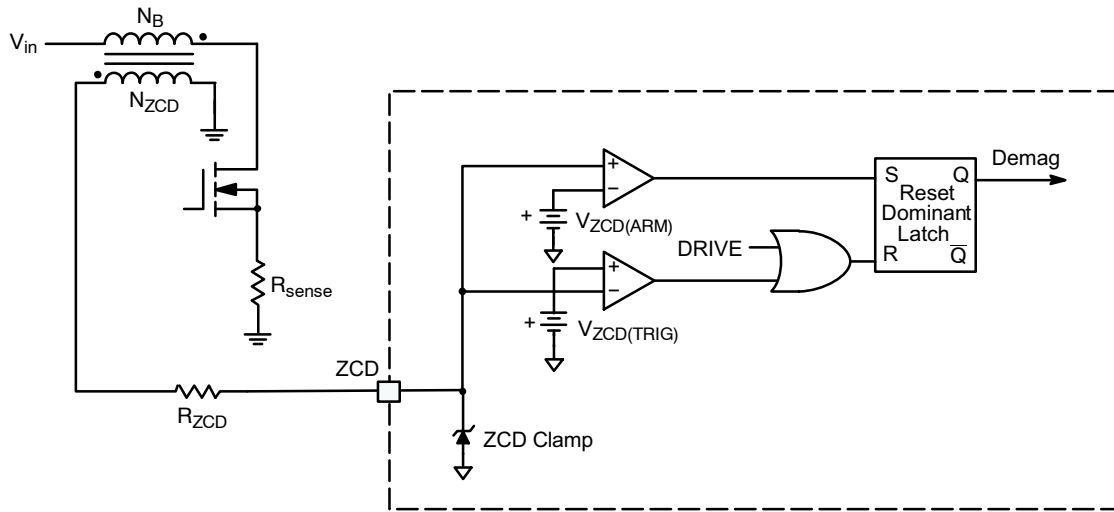 N_B
V_in
N_ZCD
Demag
S Q
Reset
Dominant
Latch
R Q̅
+
−
+ V_ZCD(ARM)
DRIVE
+
−
+ V_ZCD(TRIG)
R_sense
ZCD
R_ZCD
ZCD Clamp